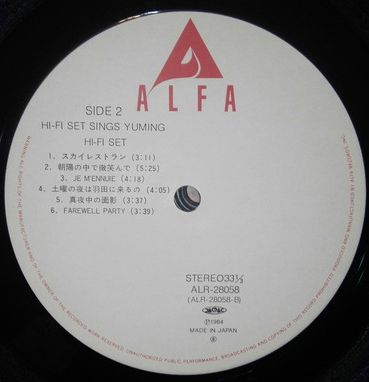 ALFA
SIDE 2
HI-FI SET SINGS YUMING
HI-FI SET
1. スカイレストラン (3:11)
2. 朝陽の中で微笑んで (5:25)
3. JE M'ENNUIE (4:18)
4. 土曜の夜は羽田に来るの (4:05)
5. 真夜中の面影 (3:37)
6. FAREWELL PARTY (3:39)
STEREO 33⅓
ALR-28058
(ALR-28058-B)
Ⓟ1984
MADE IN JAPAN